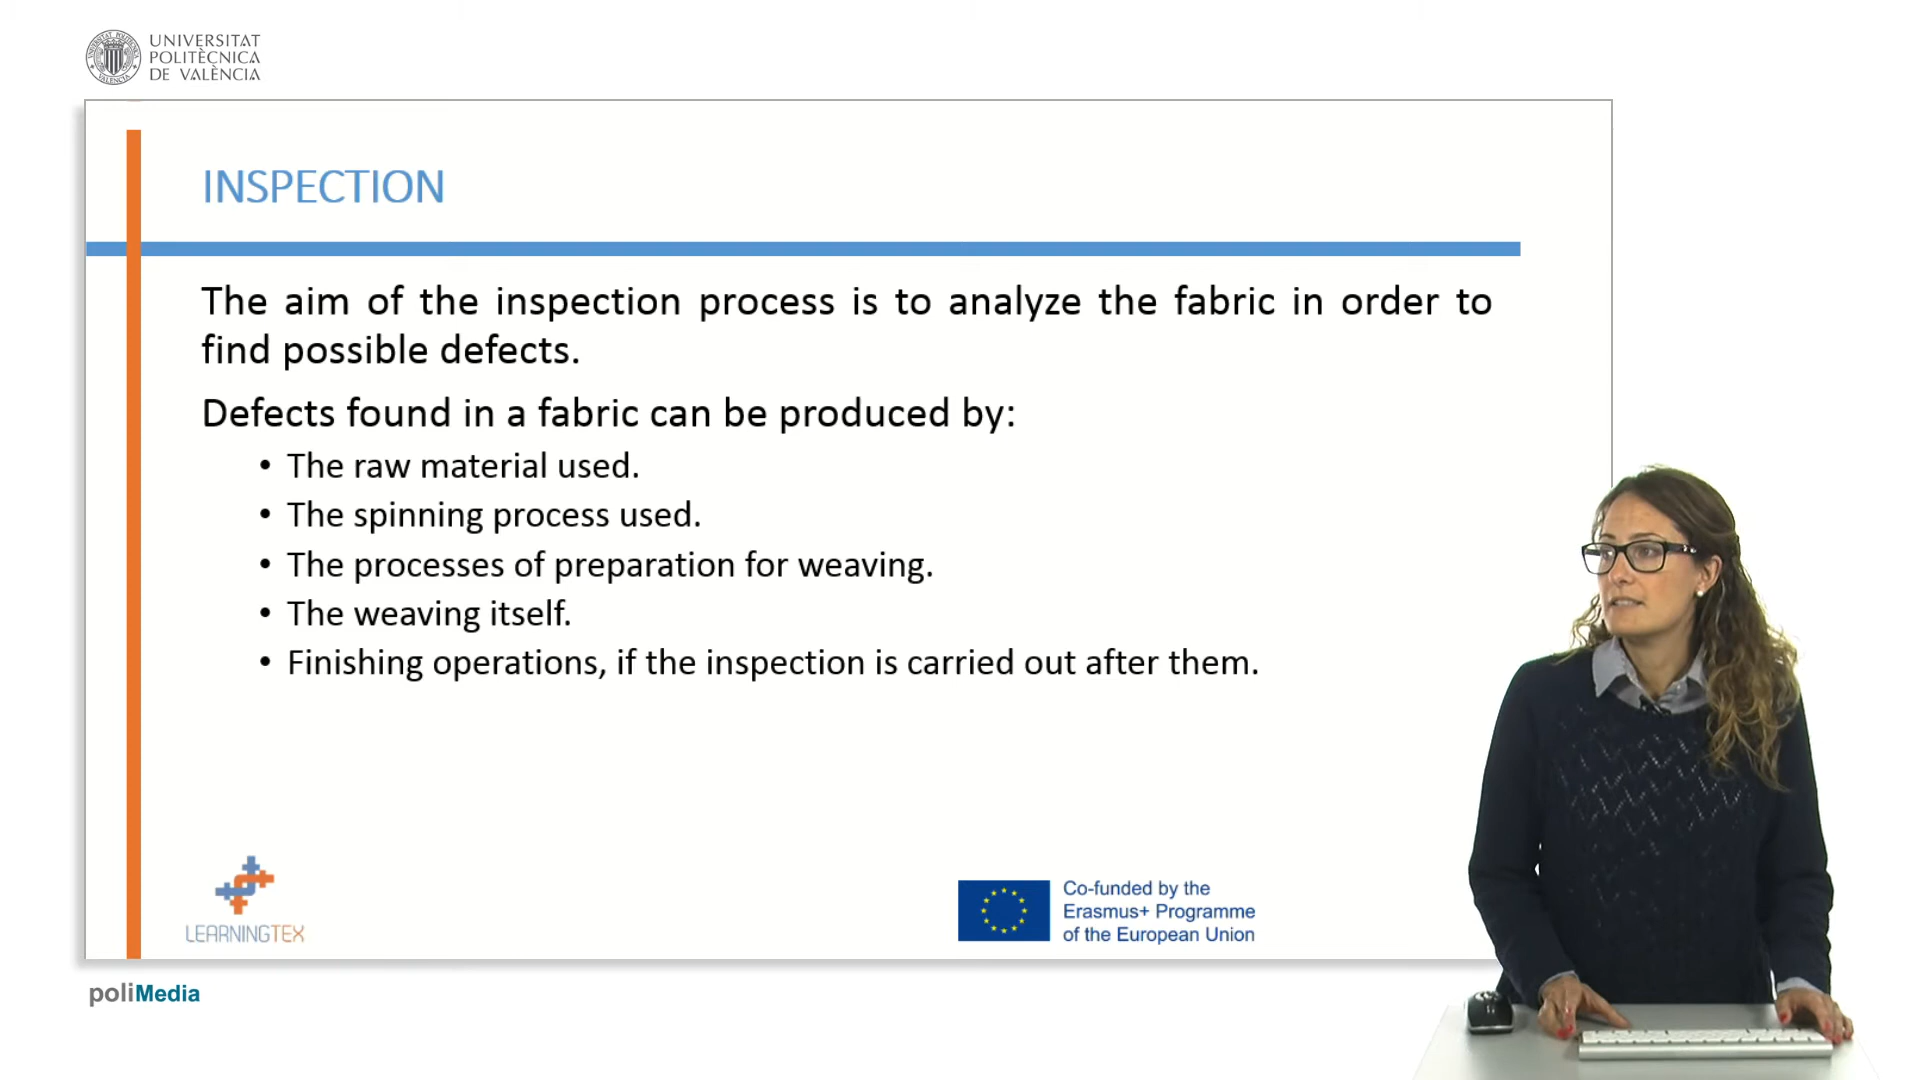 UNIVERSITAT
POLITÈCNICA
DE VALÈNCIA
INSPECTION
The aim of the inspection process is to analyze the fabric in order to
find possible defects.
Defects found in a fabric can be produced by:
• The raw material used.
• The spinning process used.
• The processes of preparation for weaving.
• The weaving itself.
• Finishing operations, if the inspection is carried out after them.
LEARNINGTEX
Co-funded by the
Erasmus+ Programme
of the European Union
poliMedia